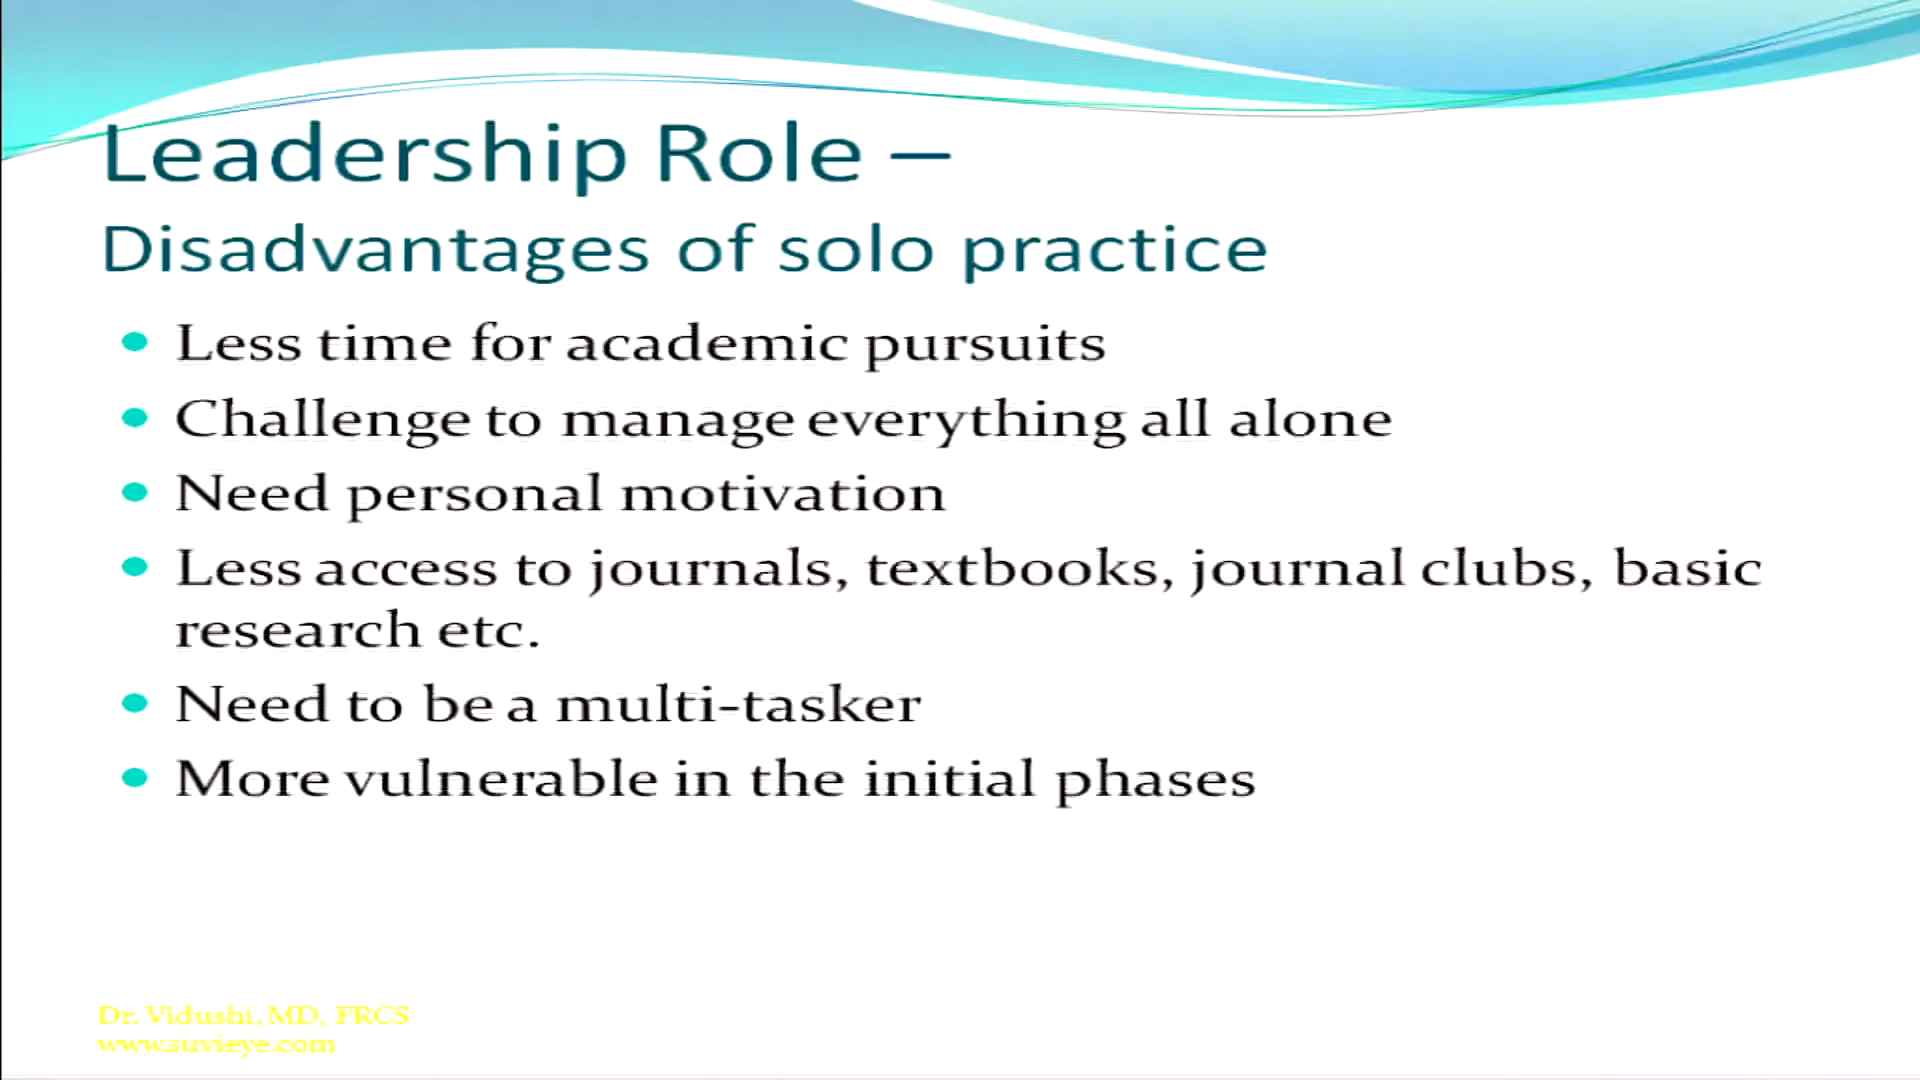 Leadership Role –
Disadvantages of solo practice
Less time for academic pursuits
Challenge to manage everything all alone
Need personal motivation
Less access to journals, textbooks, journal clubs, basic
research etc.
Need to be a multi-tasker
More vulnerable in the initial phases
Dr. Vidushi, MD, FRCS
www.suvieye.com